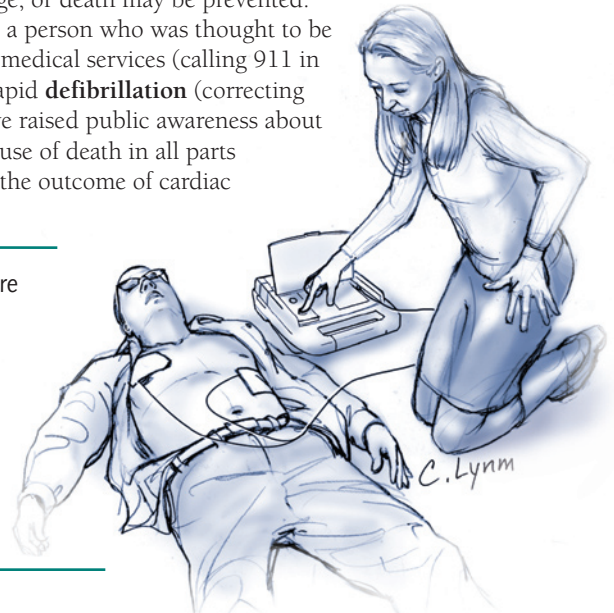 ge, or death may be prevented.
a person who was thought to be
medical services (calling 911 in
apid defibrillation (correcting
e raised public awareness about
use of death in all parts
the outcome of cardiac
re
C. Lynm